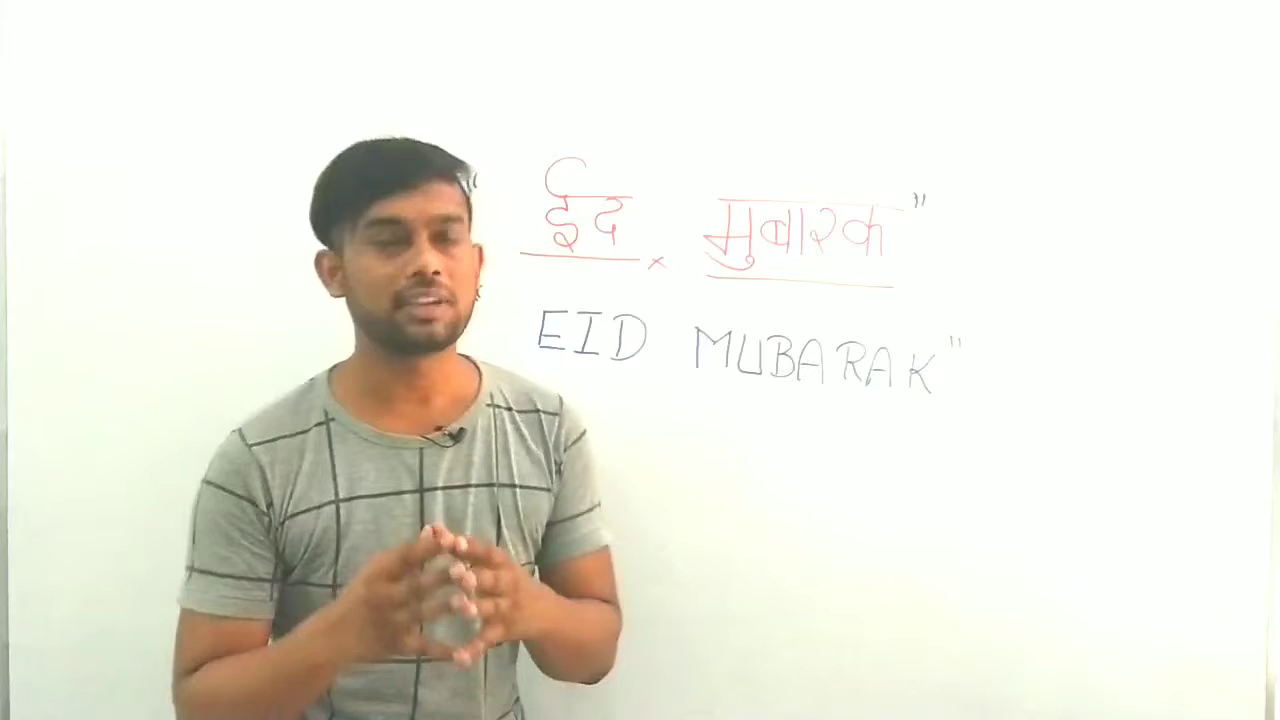 “ ईद × मुबारक "
EID MUBARAK "